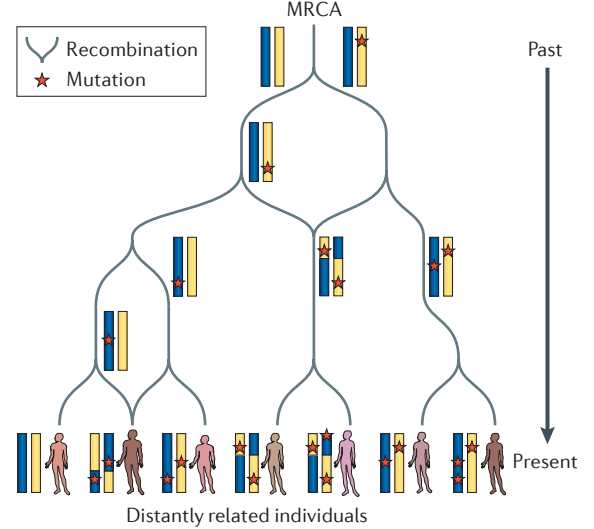 MRCA
Recombination
Mutation
Past
Present
Distantly related individuals